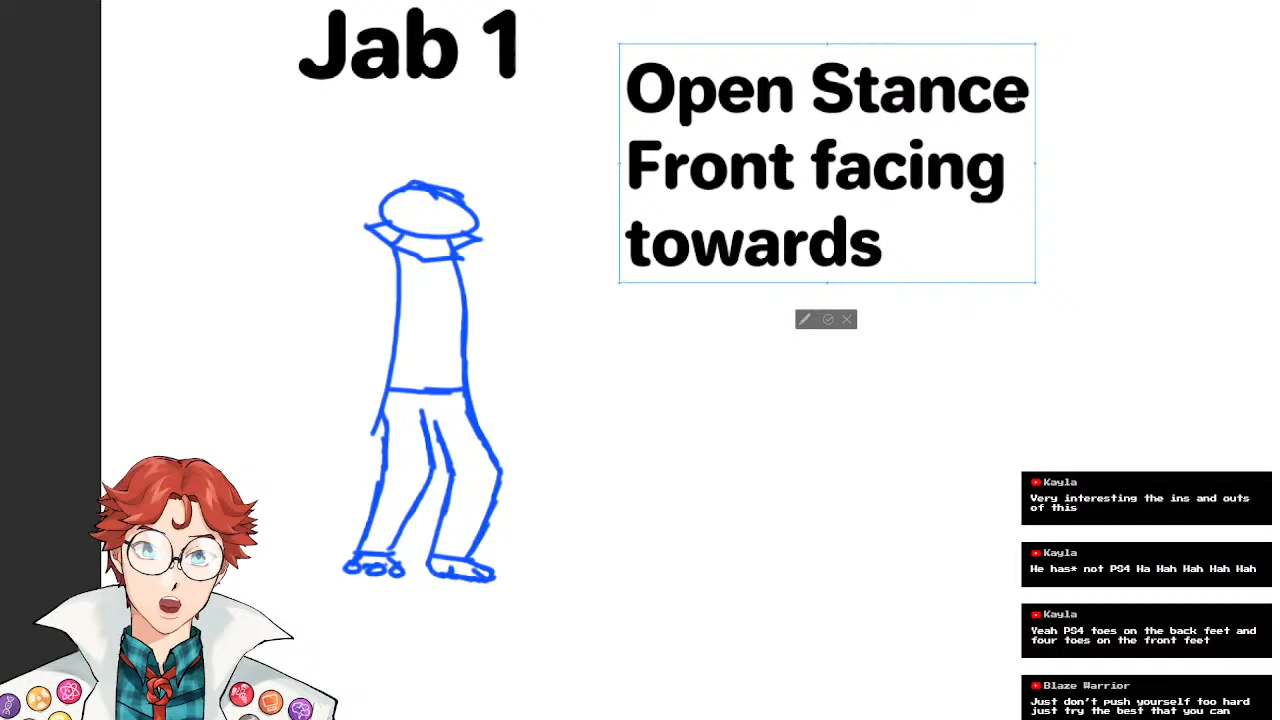 Jab 1
Open Stance
Front facing
towards
Kayla
Very interesting the ins and outs
of this
Kayla
He has* not PS4 Ha Hah Hah Hah Hah
Kayla
Yeah PS4 toes on the back feet and
four toes on the front feet
Blaze Warrior
Just don't push yourself too hard
just try the best that you can